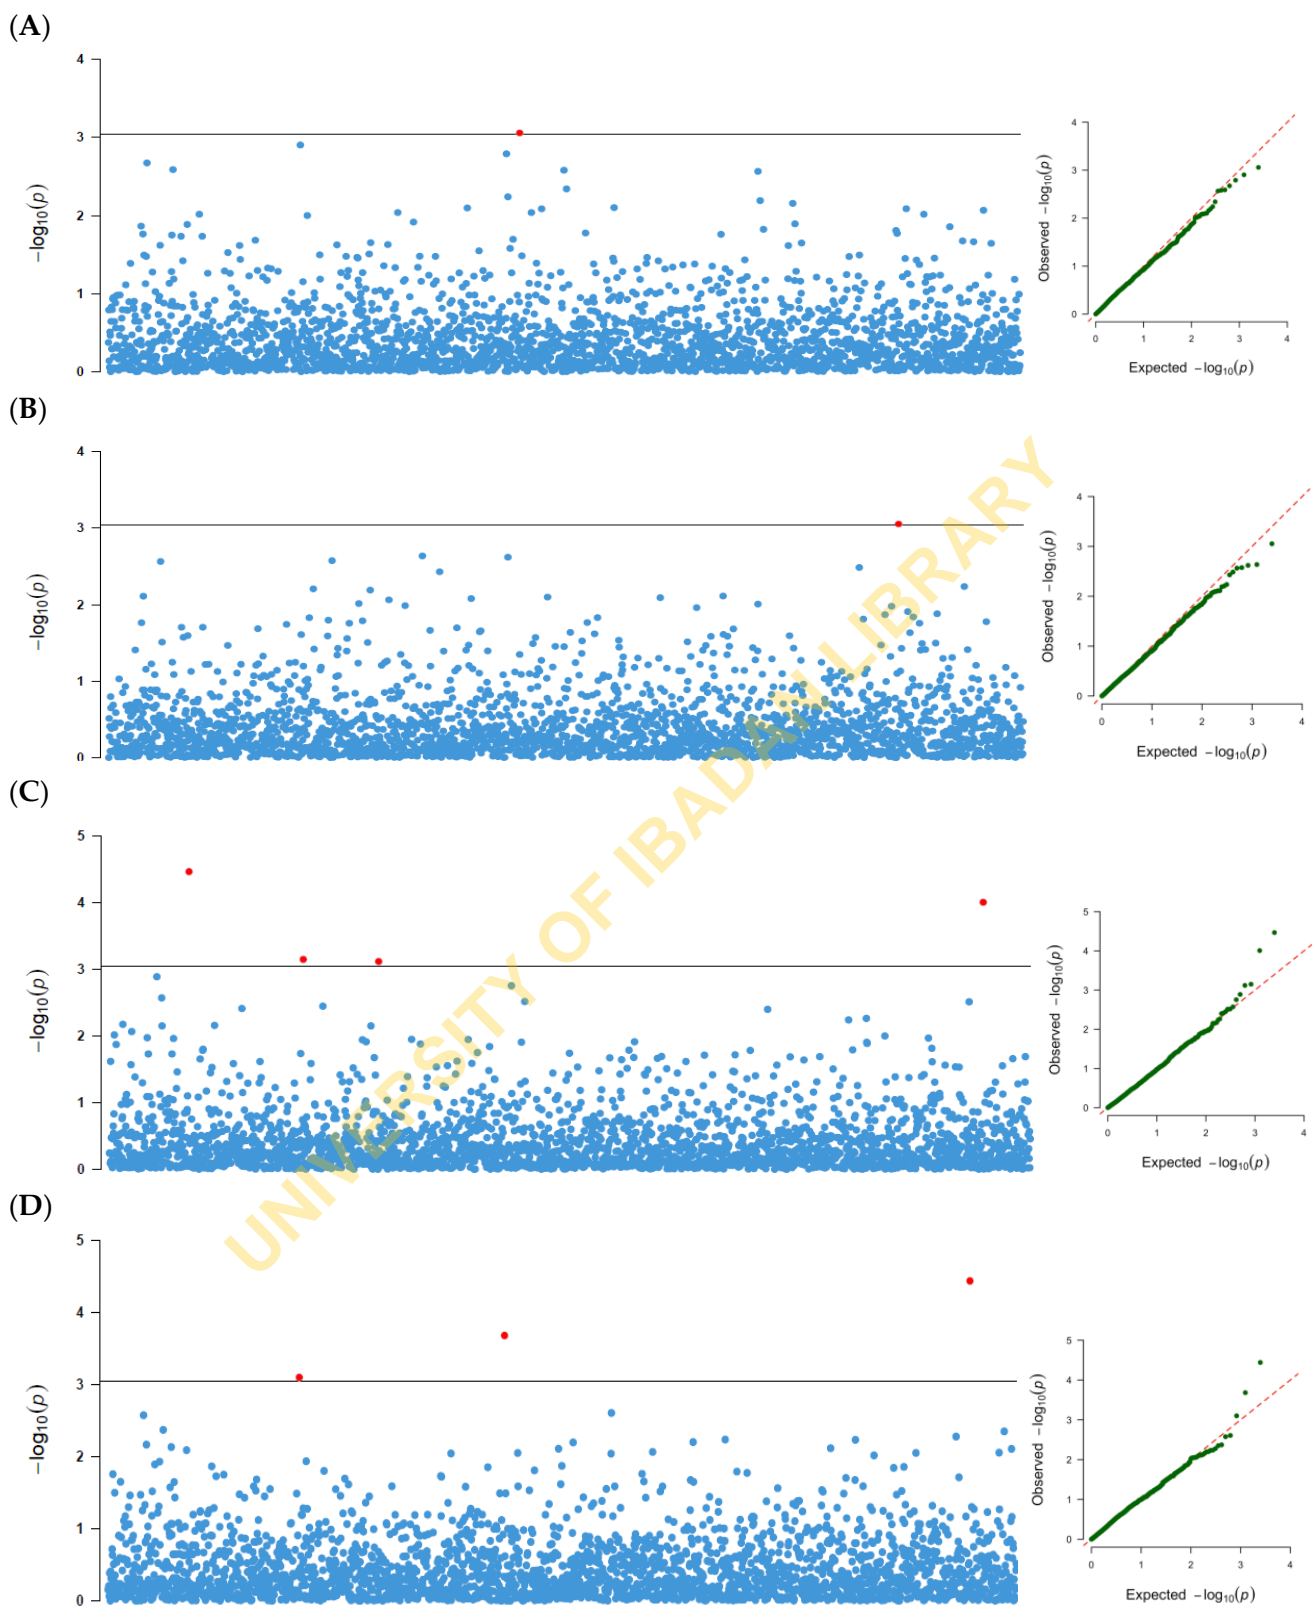 (A)
4
3
2
1
0
−log₁₀(p)
4
3
2
1
0
Observed −log₁₀(p)
0 1 2 3 4
Expected −log₁₀(p)
(B)
4
3
2
1
0
−log₁₀(p)
4
3
2
1
0
Observed −log₁₀(p)
0 1 2 3 4
Expected −log₁₀(p)
(C)
5
4
3
2
1
0
−log₁₀(p)
5
4
3
2
1
0
Observed −log₁₀(p)
0 1 2 3 4
Expected −log₁₀(p)
(D)
5
4
3
2
1
0
−log₁₀(p)
5
4
3
2
1
0
Observed −log₁₀(p)
0 1 2 3 4
Expected −log₁₀(p)
UNIVERSITY OF IBADAN LIBRARY